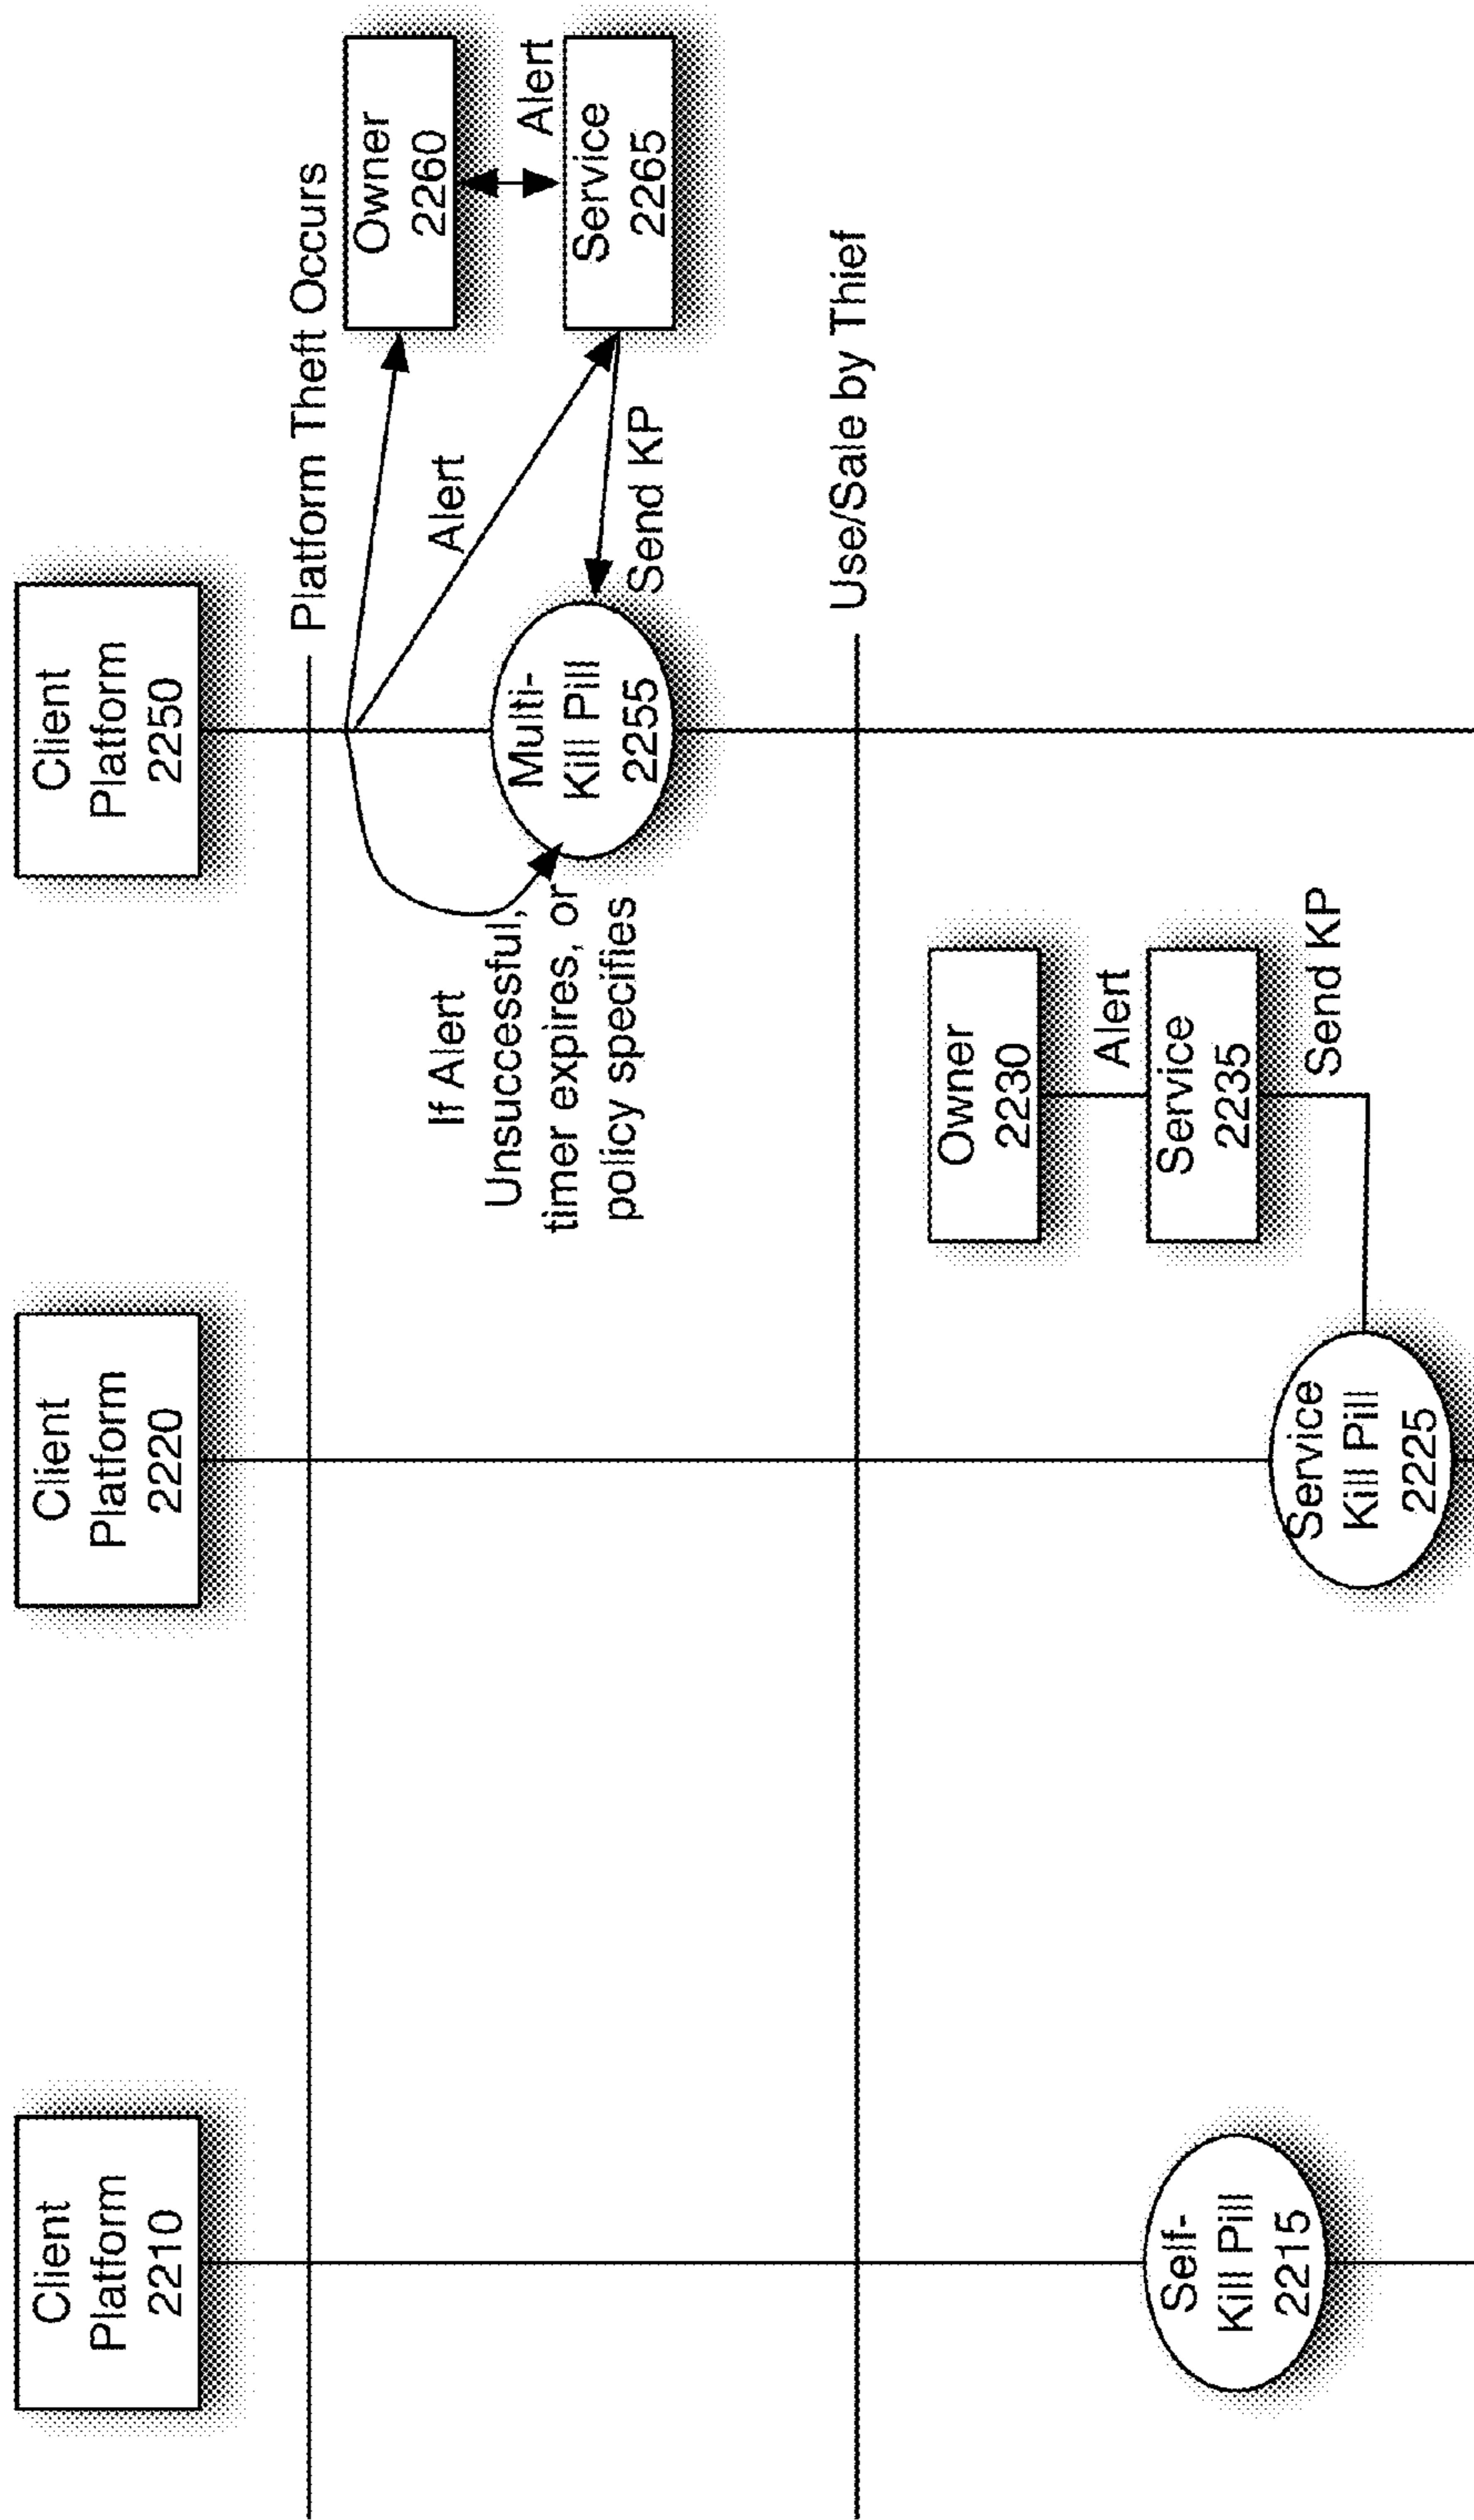 Client
Platform
2210
Client
Platform
2220
Client
Platform
2250
Platform Theft Occurs
Owner
2260
Alert
Service
2265
Alert
Send KP
Multi-
Kill Pill
2255
If Alert
Unsuccessful,
timer expires, or
policy specifies
Use/Sale by Thief
Owner
2230
Alert
Service
2235
Send KP
Self-
Kill Pill
2215
Service
Kill Pill
2225